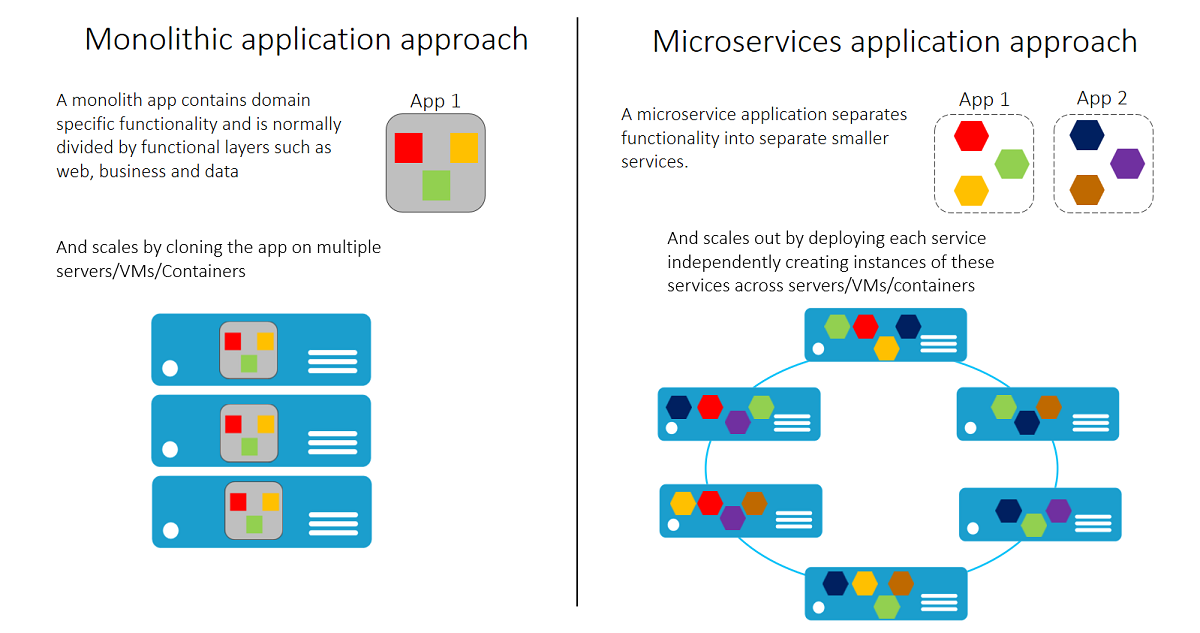 Monolithic application approach
A monolith app contains domain
specific functionality and is normally
divided by functional layers such as
web, business and data
App 1
And scales by cloning the app on multiple
servers/VMs/Containers
Microservices application approach
A microservice application separates
functionality into separate smaller
services.
App 1
App 2
And scales out by deploying each service
independently creating instances of these
services across servers/VMs/containers